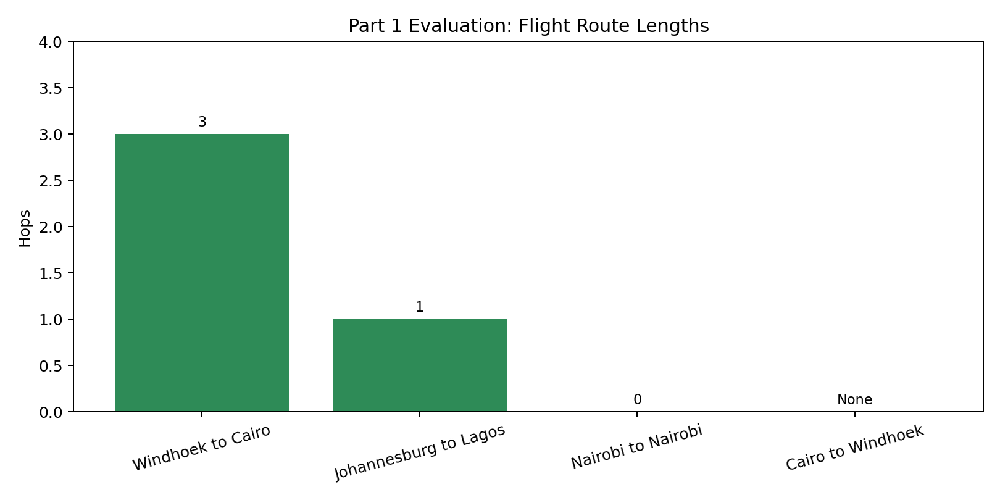 Part 1 Evaluation: Flight Route Lengths
Hops
4.0
3.5
3.0
2.5
2.0
1.5
1.0
0.5
0.0
3
1
0
None
Windhoek to Cairo
Johannesburg to Lagos
Nairobi to Nairobi
Cairo to Windhoek